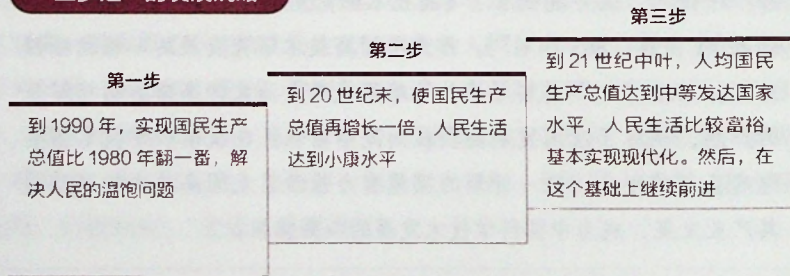 第一步
到1990年，实现国民生产
总值比1980年翻一番，解
决人民的温饱问题
第二步
到20世纪末，使国民生产
总值再增长一倍，人民生活
达到小康水平
第三步
到21世纪中叶，人均国民
生产总值达到中等发达国家
水平，人民生活比较富裕，
基本实现现代化。然后，在
这个基础上继续前进